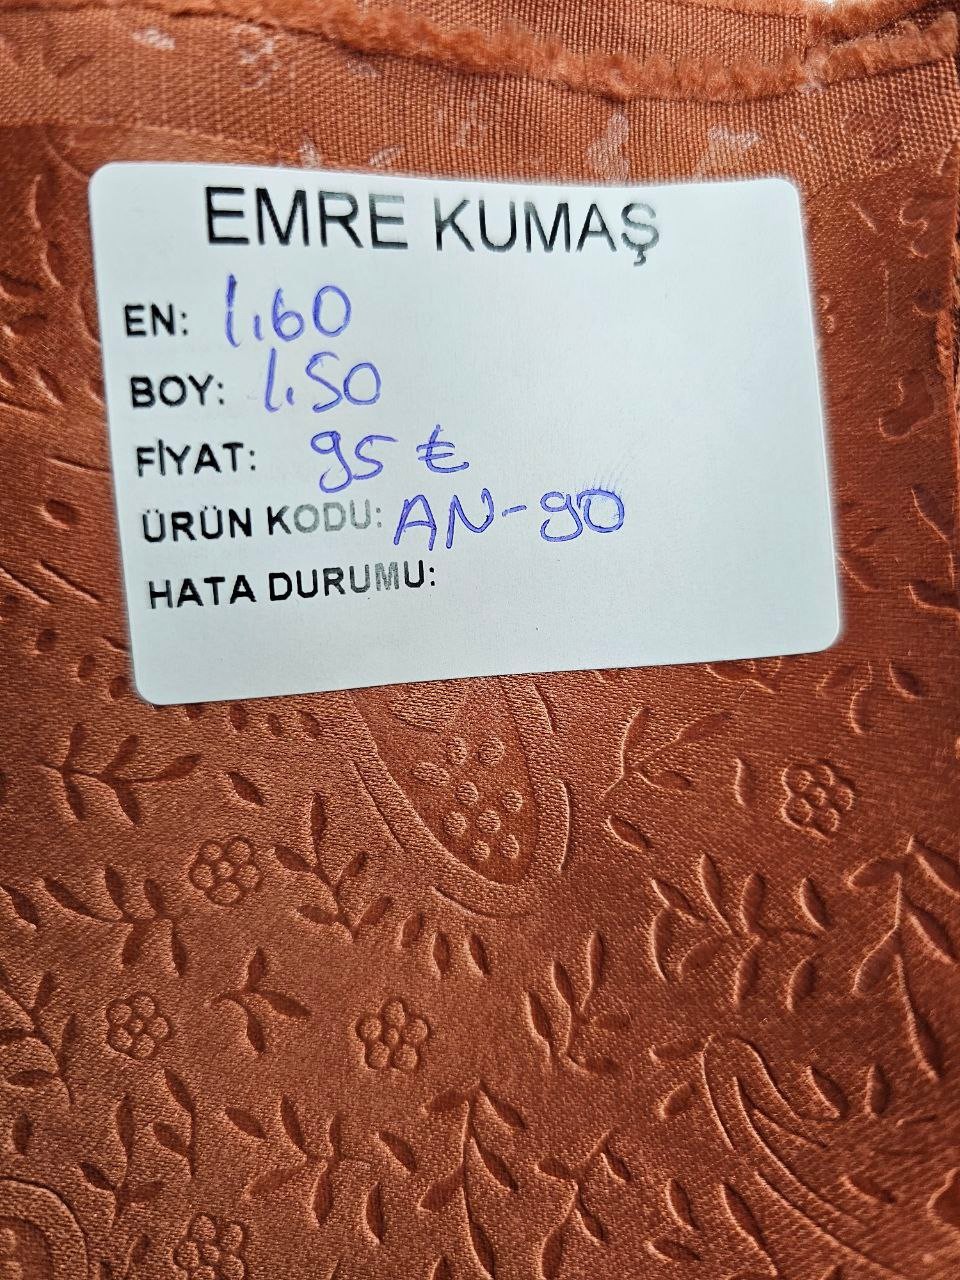 EMRE KUMAŞ
EN: 1.60
BOY: 1.50
FİYAT: 95 ₺
ÜRÜN KODU: AN-90
HATA DURUMU: